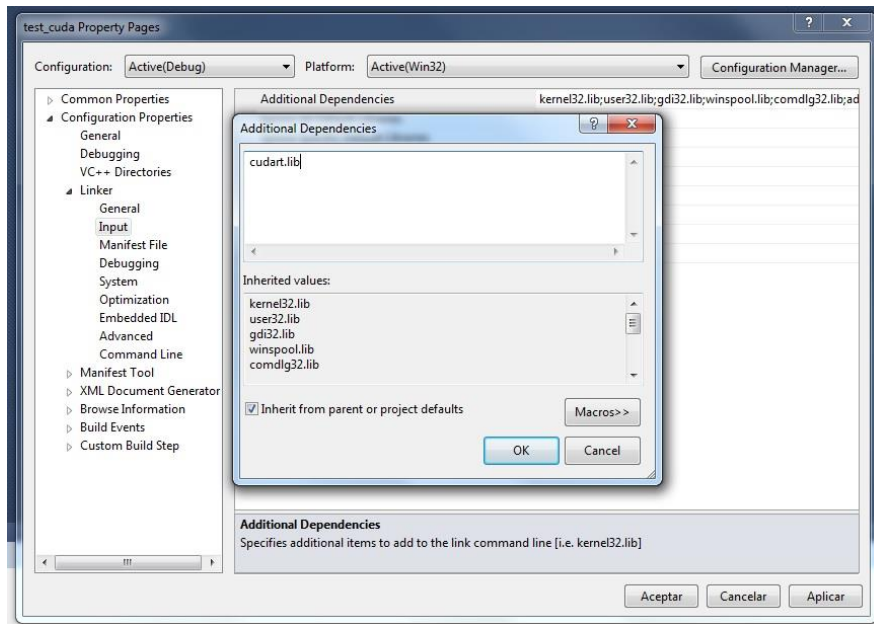 test_cuda Property Pages
Configuration: Active(Debug) Platform: Active(Win32) Configuration Manager...
Common Properties
Configuration Properties
General
Debugging
VC++ Directories
Linker
General
Input
Manifest File
Debugging
System
Optimization
Embedded IDL
Advanced
Command Line
Manifest Tool
XML Document Generator
Browse Information
Build Events
Custom Build Step
Additional Dependencies kernel32.lib;user32.lib;gdi32.lib;winspool.lib;comdlg32.lib;ad
Additional Dependencies
cudart.lib
Inherited values:
kernel32.lib
user32.lib
gdi32.lib
winspool.lib
comdlg32.lib
Inherit from parent or project defaults
Macros>>
OK Cancel
Additional Dependencies
Specifies additional items to add to the link command line [i.e. kernel32.lib]
Aceptar Cancelar Aplicar